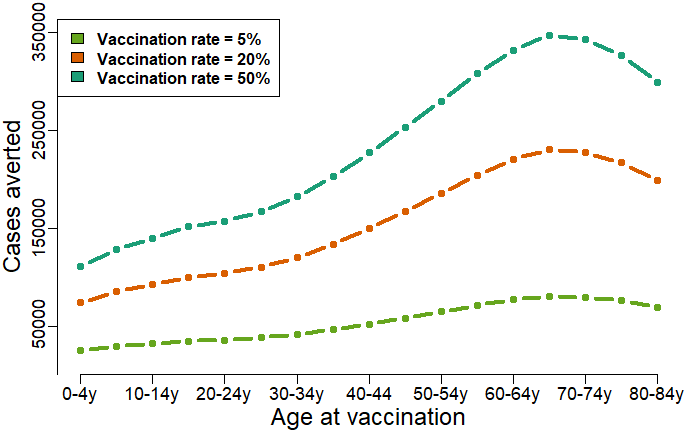 350000
250000
150000
50000
Cases averted
Vaccination rate = 5%
Vaccination rate = 20%
Vaccination rate = 50%
0-4y 10-14y 20-24y 30-34y 40-44 50-54y 60-64y 70-74y 80-84y
Age at vaccination